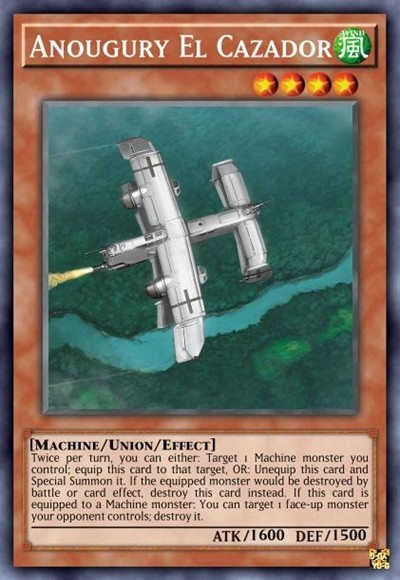 ANOUGURY EL CAZADOR
WIND
風
[MACHINE/UNION/EFFECT]
Twice per turn, you can either: Target 1 Machine monster you
control; equip this card to that target, OR: Unequip this card and
Special Summon it. If the equipped monster would be destroyed by
battle or card effect, destroy this card instead. If this card is
equipped to a Machine monster: You can target 1 face-up monster
your opponent controls; destroy it.
ATK/1600 DEF/1500